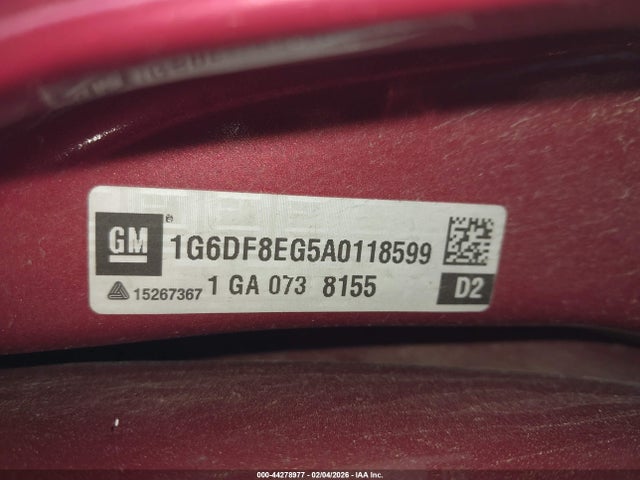 GM
1G6DF8EG5A0118599
15267367 1 GA 073 8155 D2
000-44278977 - 02/04/2026 - IAA Inc.